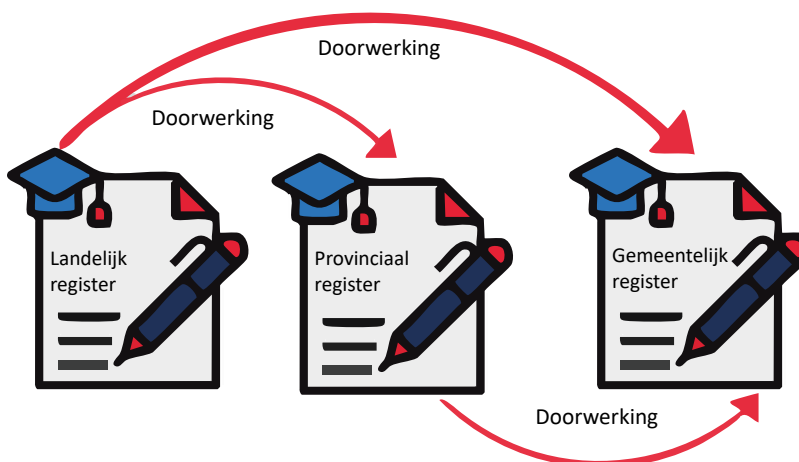 Doorwerking
Doorwerking
Landelijk
register
Provinciaal
register
Gemeentelijk
register
Doorwerking